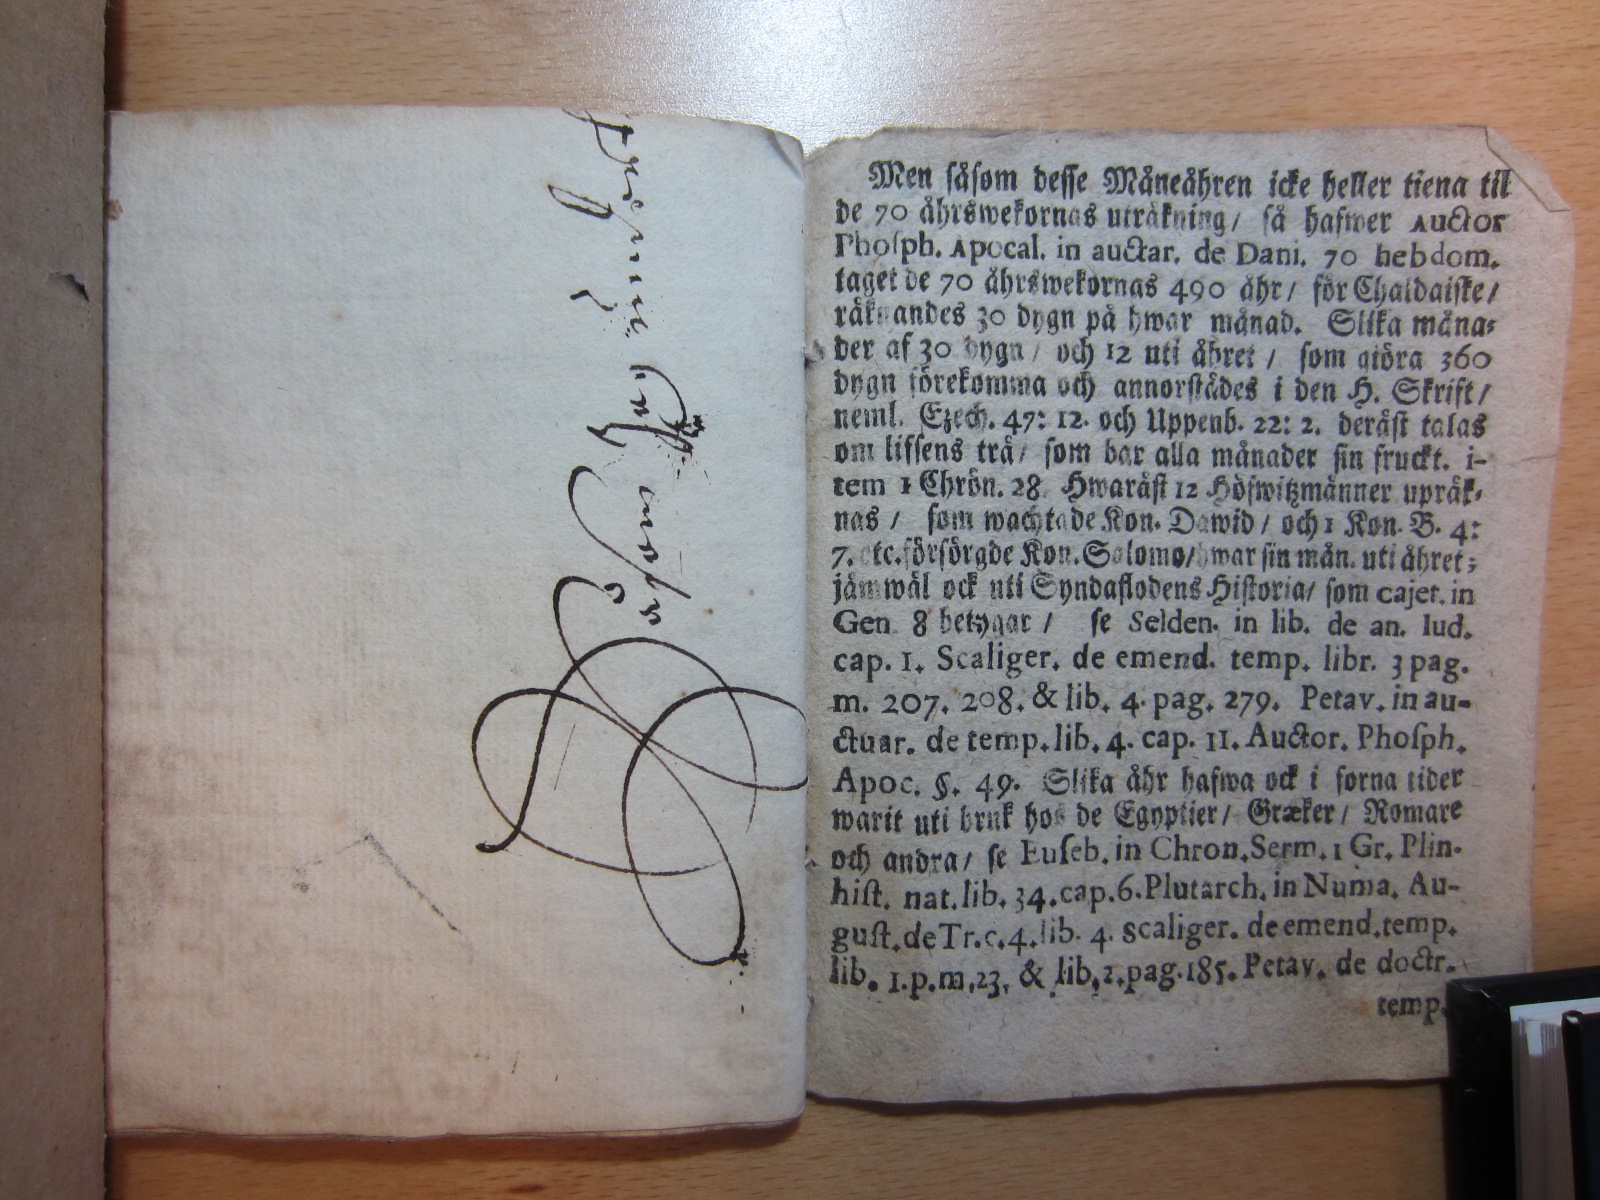 Men såsom desse Måneåhren icke heller tiena til
de 70 åhrswekornas uträkning / så hafwer Auctor
Phosph. Apocal. in auctar. de Dani. 70 hebdom.
taget de 70 åhrswekornas 490 åhr / för Chaldaiske /
räknandes 30 dygn på hwar månad. Slika måna-
der af 30 dygn / och 12 uti åhret / som giöra 360
dygn förekomma och annorstädes i den H. Skrift /
neml. Ezech. 47: 12. och Uppenb. 22: 2. deräst talas
om lifsens trä / som bar alla månader sin fruckt. i-
tem 1 Chrön. 28. Hwaräst 12 Höfwitzmänner upräk-
nas / som wachtade Kon. Dawid / och 1 Kon. B. 4:
7. etc. försörgde Kon. Salomo / hwar sin mån. uti åhret;
jämwäl ock uti Syndaflodens Historia / som Cajet. in
Gen. 8 betygar / se Selden. in lib. de an. Iud.
cap. 1. Scaliger. de emend. temp. libr. 3 pag.
m. 207. 208. & lib. 4. pag. 279. Petav. in au-
ctuar. de temp. lib. 4. cap. 11. Auctor. Phosph.
Apoc. §. 49. Slika åhr hafwa ock i forna tider
warit uti bruk hos de Egyptier / Græker / Romare
och andra / se Euseb. in Chron. Serm. 1 Gr. Plin.
hist. nat. lib. 34. cap. 6. Plutarch. in Numa. Au-
gust. de Tr. c. 4. lib. 4. Scaliger. de emend. temp.
lib. 1. p. m. 23. & lib. 2. pag. 185. Petav. de doctr.
temp.